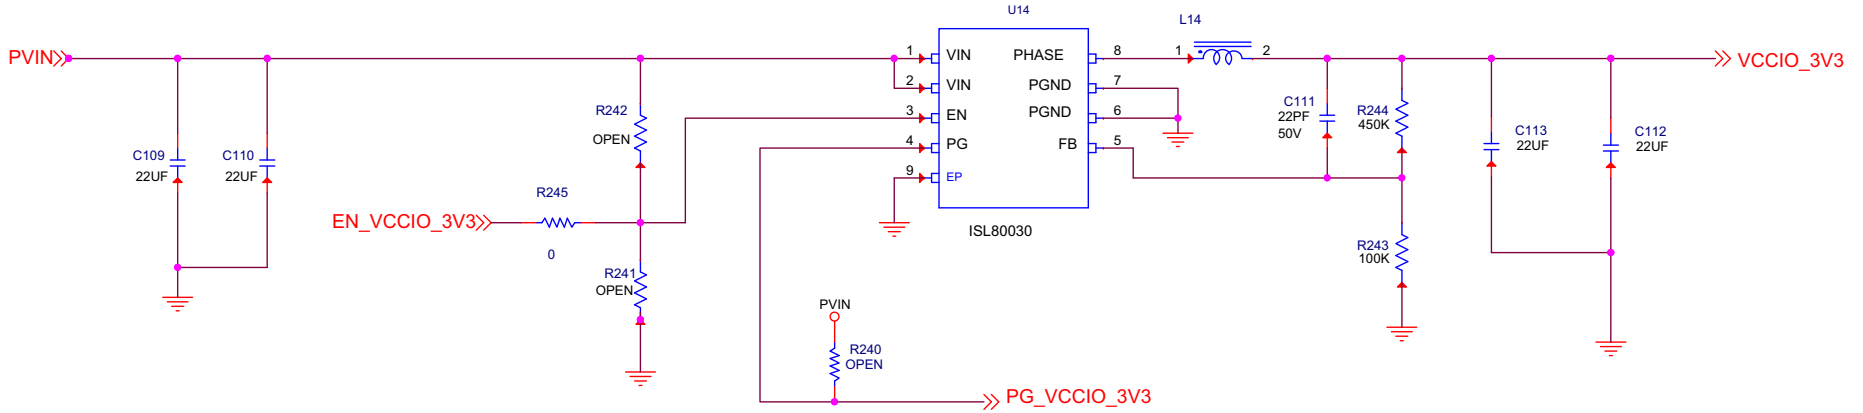 U14
L14
PVIN
1 VIN
2 VIN
3 EN
4 PG
9 EP
PHASE 8
PGND 7
PGND 6
FB 5
ISL80030
1 2
VCCIO_3V3
C109
22UF
C110
22UF
R242
OPEN
R245
0
EN_VCCIO_3V3
R241
OPEN
PVIN
R240
OPEN
PG_VCCIO_3V3
C111
22PF
50V
R244
450K
R243
100K
C113
22UF
C112
22UF